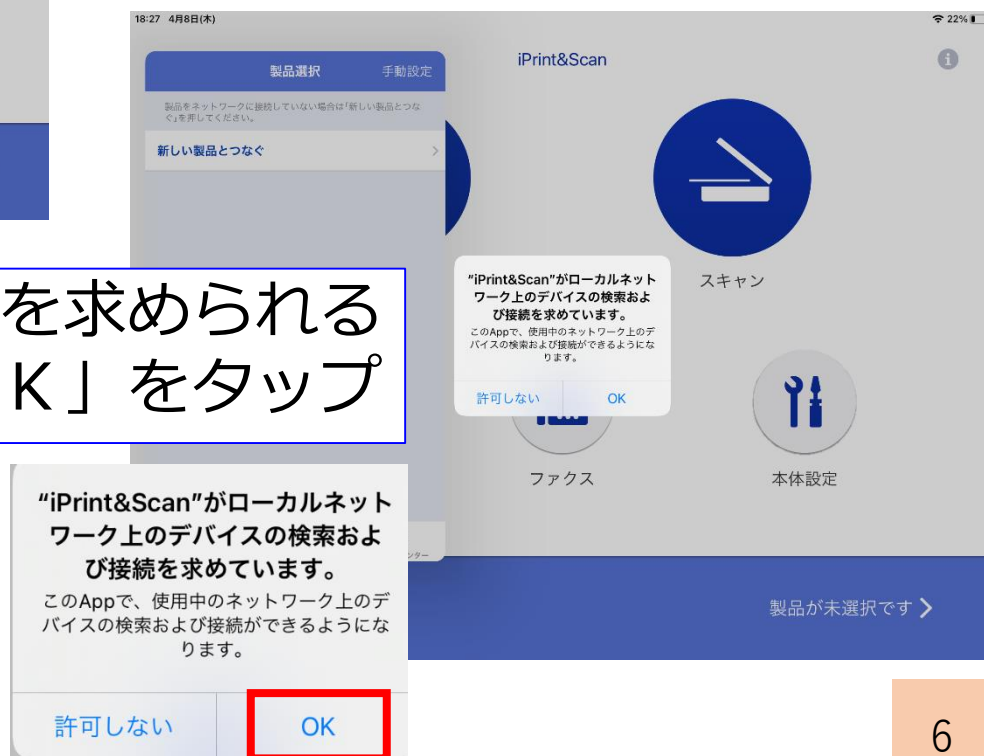 18:27 4月8日(木)
22%
iPrint&Scan
製品選択 手動設定
製品をネットワークに接続していない場合は「新しい製品とつな
ぐ」を押してください。
新しい製品とつなぐ
スキャン
“iPrint&Scan”がローカルネット
ワーク上のデバイスの検索およ
び接続を求めています。
このAppで、使用中のネットワーク上のデ
バイスの検索および接続ができるようにな
ります。
許可しない OK
ファクス
本体設定
ンター
製品が未選択です
を求められる
K」をタップ
“iPrint&Scan”がローカルネット
ワーク上のデバイスの検索およ
び接続を求めています。
このAppで、使用中のネットワーク上のデ
バイスの検索および接続ができるようにな
ります。
許可しない OK
6